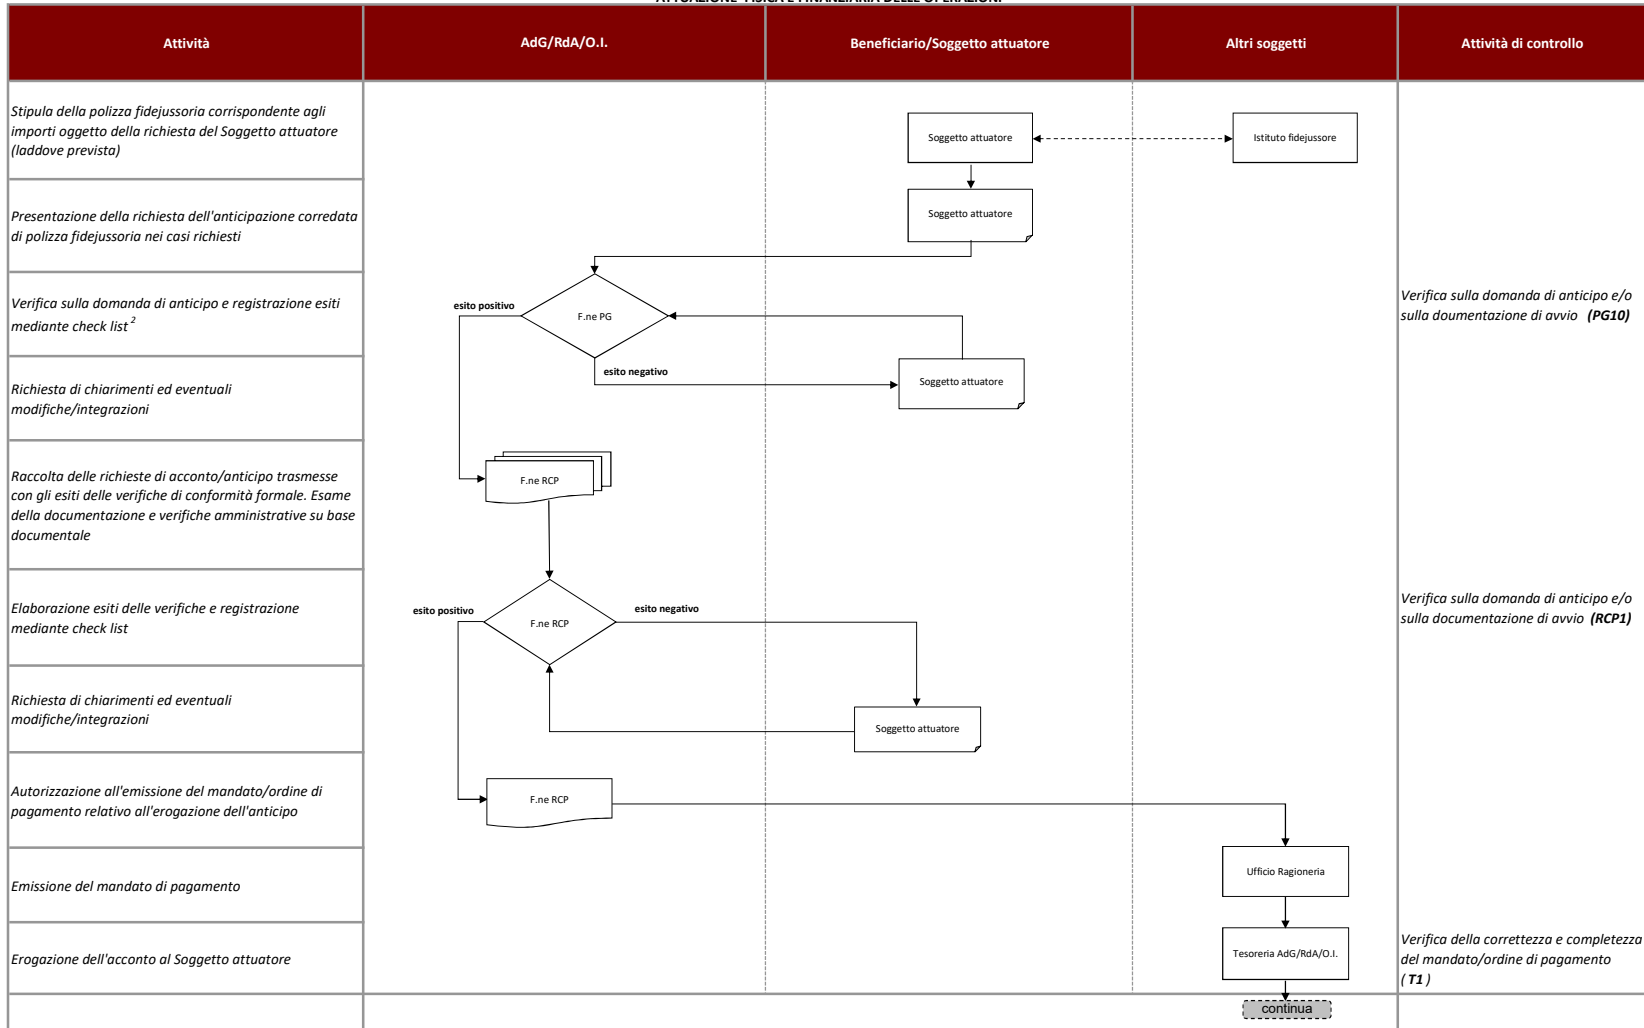 ATTUAZIONE FISICA E FINANZIARIA DELLE OPERAZIONI
Attività
AdG/RdA/O.I.
Beneficiario/Soggetto attuatore
Altri soggetti
Attività di controllo
Stipula della polizza fidejussoria corrispondente agli
importi oggetto della richiesta del Soggetto attuatore
(laddove prevista)
Soggetto attuatore
Istituto fidejussore
Presentazione della richiesta dell'anticipazione corredata
di polizza fidejussoria nei casi richiesti
Soggetto attuatore
Verifica sulla domanda di anticipo e registrazione esiti
mediante check list 2
esito positivo
F.ne PG
esito negativo
Verifica sulla domanda di anticipo e/o
sulla doumentazione di avvio (PG10)
Richiesta di chiarimenti ed eventuali
modifiche/integrazioni
Soggetto attuatore
Raccolta delle richieste di acconto/anticipo trasmesse
con gli esiti delle verifiche di conformità formale. Esame
della documentazione e verifiche amministrative su base
documentale
F.ne RCP
Elaborazione esiti delle verifiche e registrazione
mediante check list
esito positivo
F.ne RCP
esito negativo
Verifica sulla domanda di anticipo e/o
sulla documentazione di avvio (RCP1)
Richiesta di chiarimenti ed eventuali
modifiche/integrazioni
Soggetto attuatore
Autorizzazione all'emissione del mandato/ordine di
pagamento relativo all'erogazione dell'anticipo
F.ne RCP
Emissione del mandato di pagamento
Ufficio Ragioneria
Erogazione dell'acconto al Soggetto attuatore
Tesoreria AdG/RdA/O.I.
Verifica della correttezza e completezza
del mandato/ordine di pagamento
( T1 )
continua